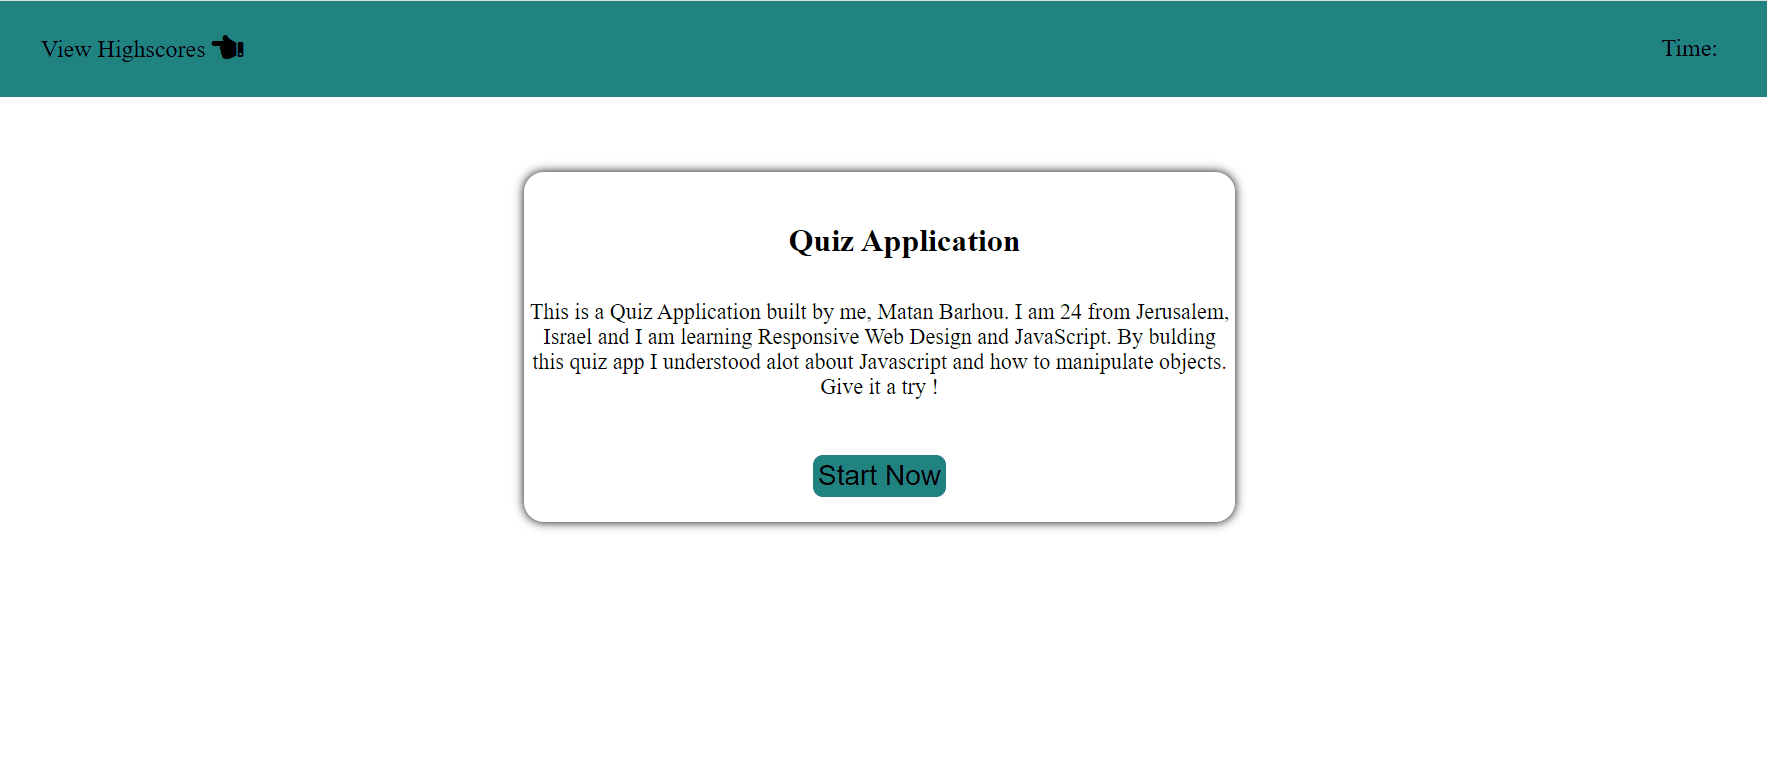 View Highscores
Time:
Quiz Application
This is a Quiz Application built by me, Matan Barhou. I am 24 from Jerusalem,
Israel and I am learning Responsive Web Design and JavaScript. By bulding
this quiz app I understood alot about Javascript and how to manipulate objects.
Give it a try !
Start Now